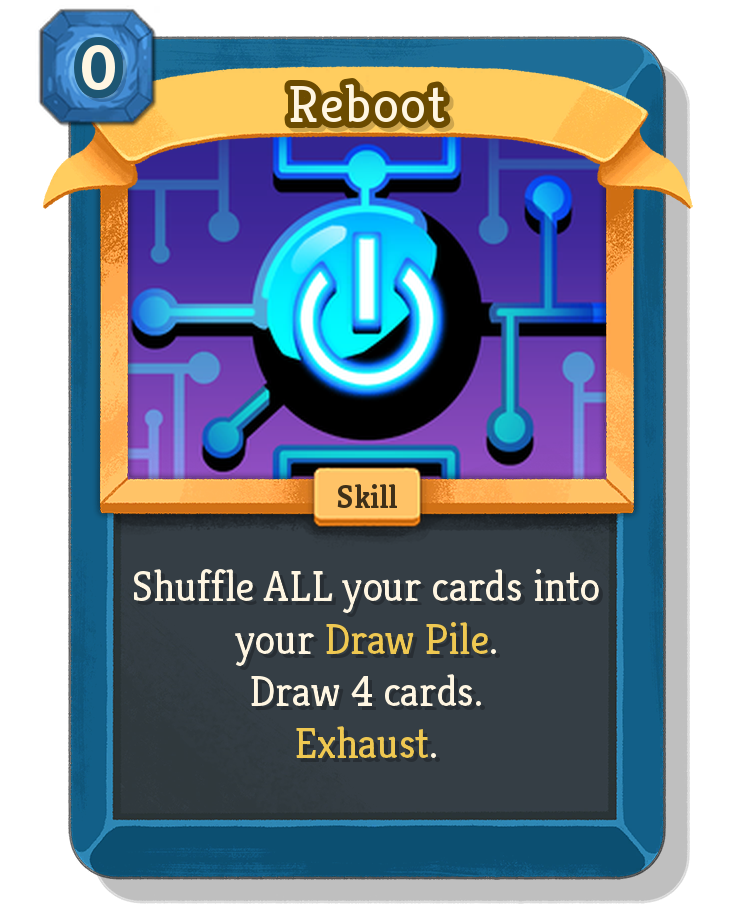 0
Reboot
Skill
Shuffle ALL your cards into
your Draw Pile.
Draw 4 cards.
Exhaust.